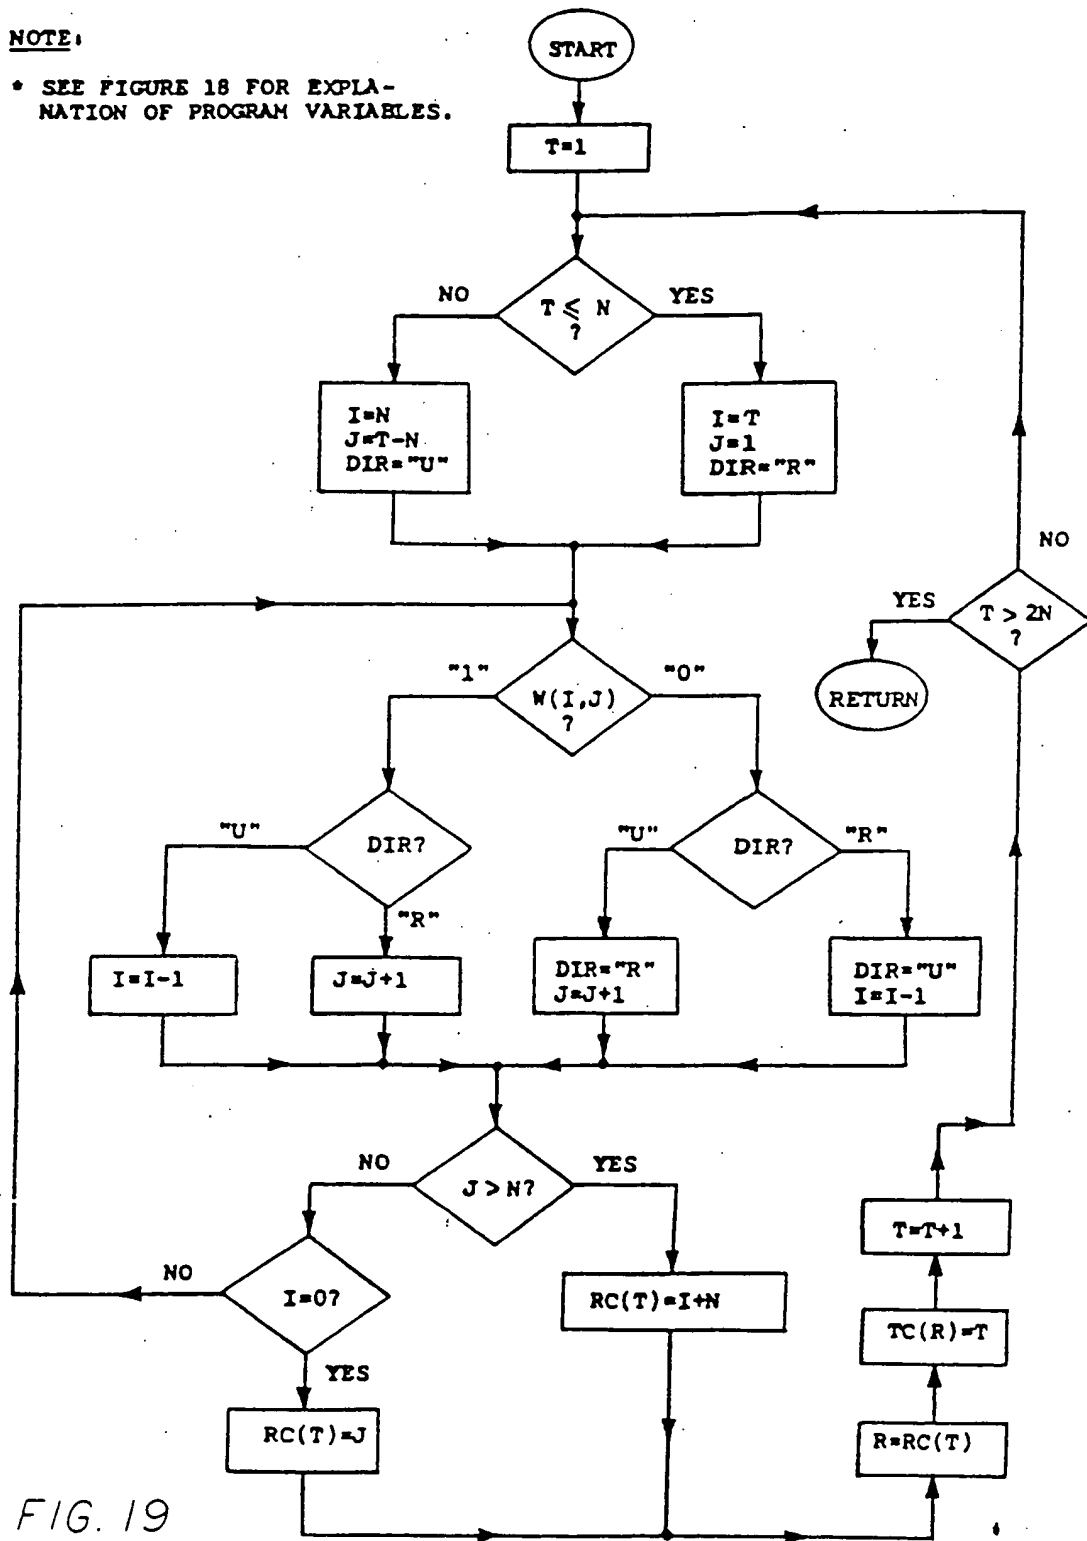 NOTE:
* SEE FIGURE 18 FOR EXPLA-
NATION OF PROGRAM VARIABLES.
START
T=1
NO
YES
T ≤ N
?
I=N
J=T-N
DIR="U"
I=T
J=1
DIR="R"
NO
YES
T > 2N
?
RETURN
"1"
"0"
W(I,J)
?
"U"
DIR?
"R"
"U"
DIR?
"R"
I=I-1
J=J+1
DIR="R"
J=J+1
DIR="U"
I=I-1
NO
YES
J > N?
NO
I=0?
YES
RC(T)=I+N
RC(T)=J
T=T+1
TC(R)=T
R=RC(T)
FIG. 19